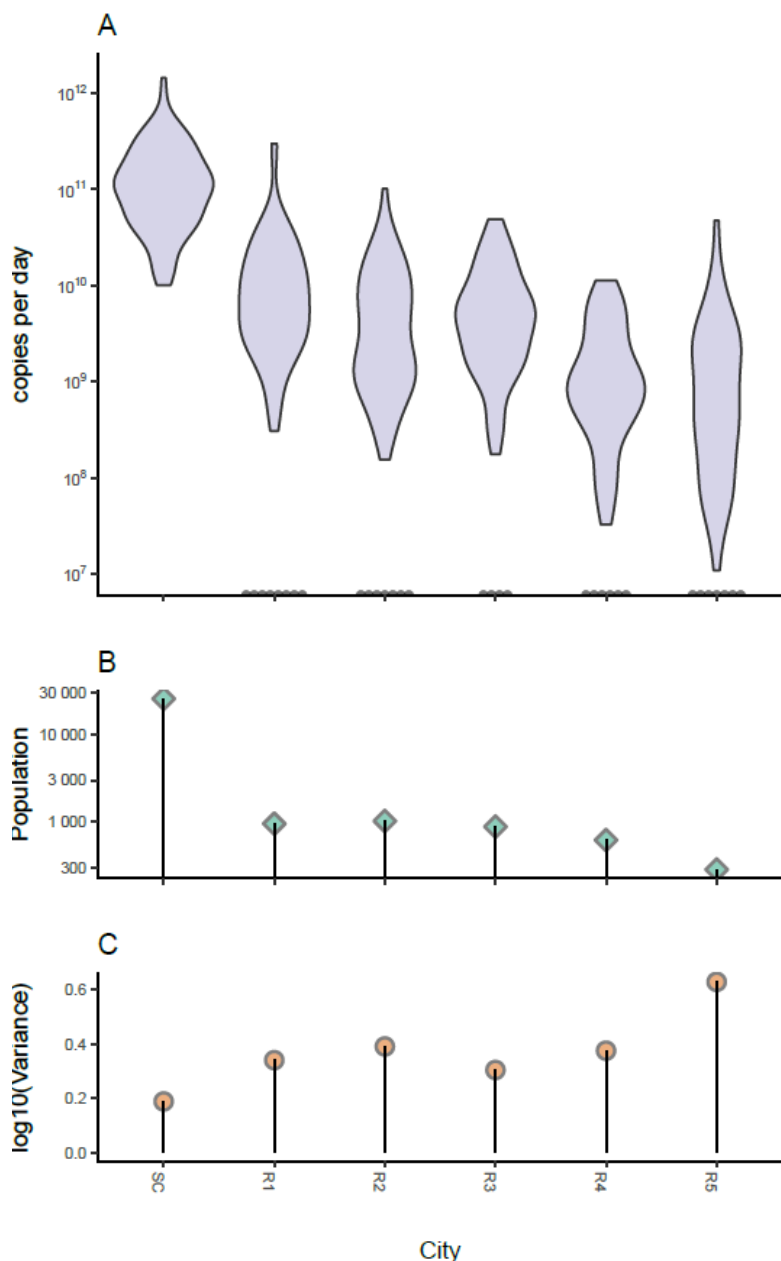 A
10¹²
10¹¹
10¹⁰
10⁹
10⁸
10⁷
copies per day
B
30 000
10 000
3 000
1 000
300
Population
C
0.6
0.4
0.2
0.0
log10(Variance)
SC R1 R2 R3 R4 R5
City